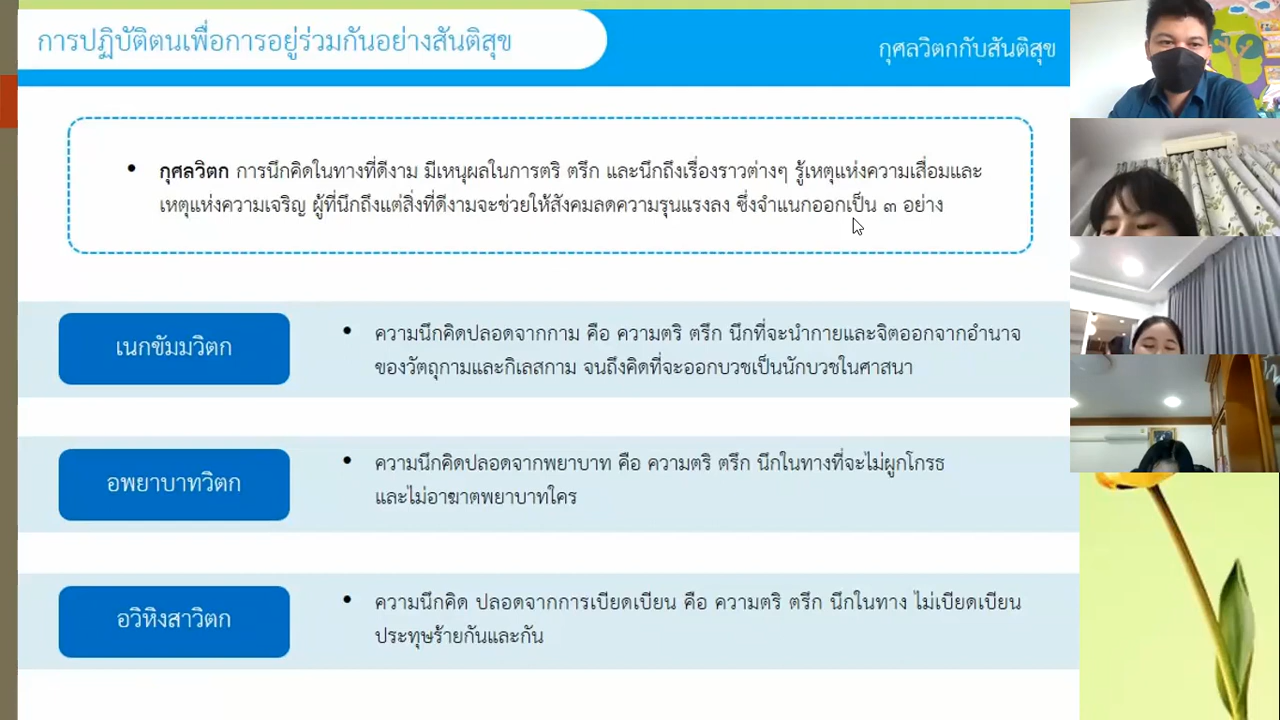 การปฏิบัติตนเพื่อการอยู่ร่วมกันอย่างสันติสุข
กุศลวิตกกับสันติสุข
• กุศลวิตก การนึกคิดในทางที่ดีงาม มีเหนุผลในการตริ ตรึก และนึกถึงเรื่องราวต่างๆ รู้เหตุแห่งความเสื่อมและ
เหตุแห่งความเจริญ ผู้ที่นึกถึงแต่สิ่งที่ดีงามจะช่วยให้สังคมลดความรุนแรงลง ซึ่งจำแนกออกเป็น ๓ อย่าง
เนกขัมมวิตก
• ความนึกคิดปลอดจากกาม คือ ความตริ ตรึก นึกที่จะนำกายและจิตออกจากอำนาจ
ของวัตถุกามและกิเลสกาม จนถึงคิดที่จะออกบวชเป็นนักบวชในศาสนา
อพยาบาทวิตก
• ความนึกคิดปลอดจากพยาบาท คือ ความตริ ตรึก นึกในทางที่จะไม่ผูกโกรธ
และไม่อาฆาตพยาบาทใคร
อวิหิงสาวิตก
• ความนึกคิด ปลอดจากการเบียดเบียน คือ ความตริ ตรึก นึกในทาง ไม่เบียดเบียน
ประทุษร้ายกันและกัน